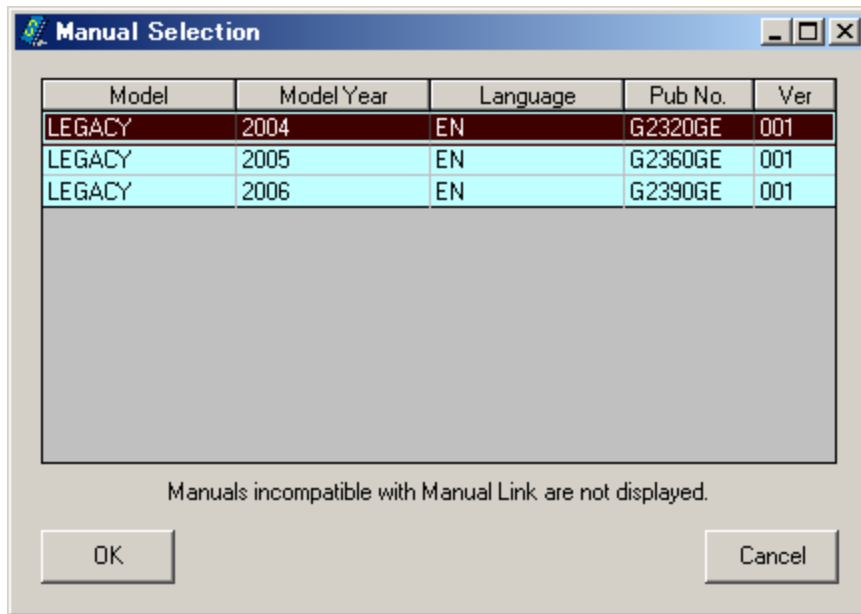 Manual Selection
Model Model Year Language Pub No. Ver
LEGACY 2004 EN G2320GE 001
LEGACY 2005 EN G2360GE 001
LEGACY 2006 EN G2390GE 001
Manuals incompatible with Manual Link are not displayed.
OK Cancel